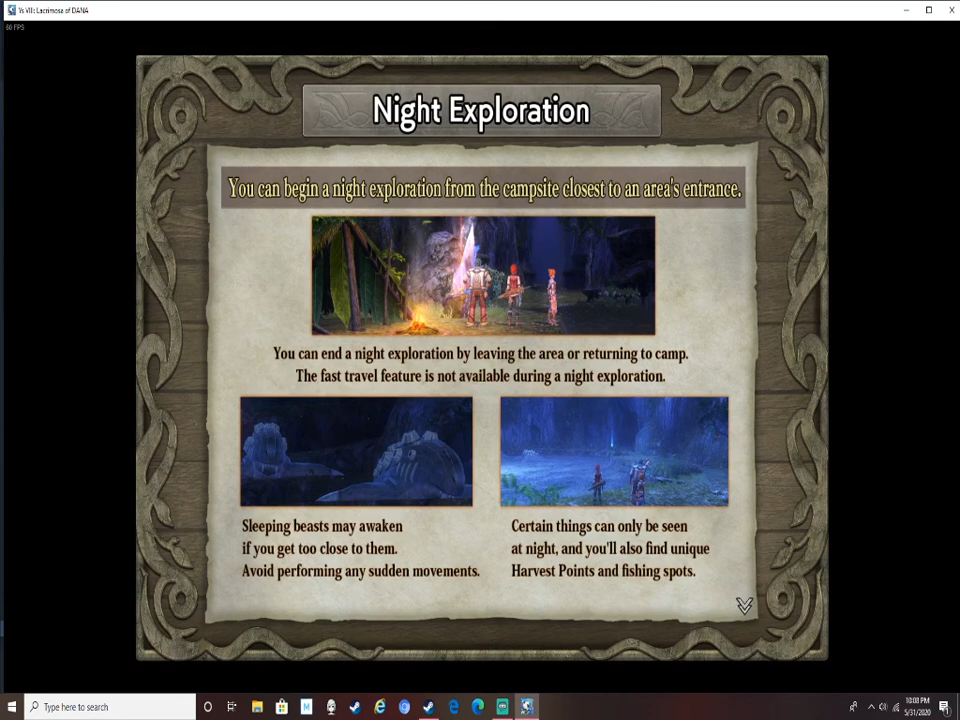 Ys VIII: Lacrimosa of DANA
60 FPS
Night Exploration
You can begin a night exploration from the campsite closest to an area's entrance.
You can end a night exploration by leaving the area or returning to camp.
The fast travel feature is not available during a night exploration.
Sleeping beasts may awaken
if you get too close to them.
Avoid performing any sudden movements.
Certain things can only be seen
at night, and you'll also find unique
Harvest Points and fishing spots.
Type here to search
10:03 PM
5/31/2020